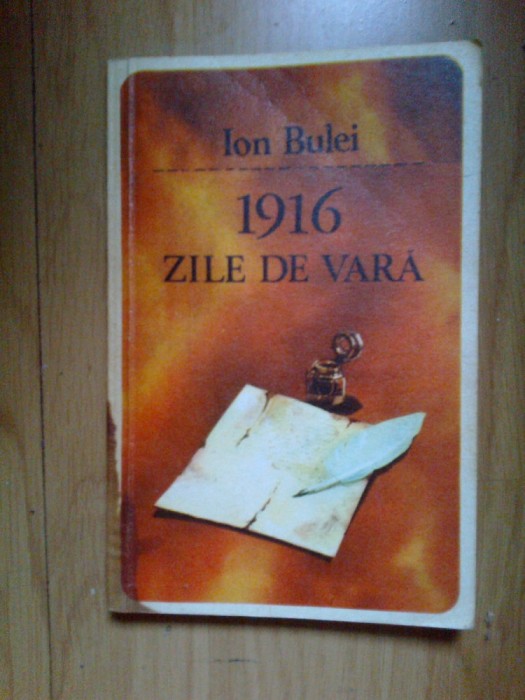 Ion Bulei
1916
ZILE DE VARĂ